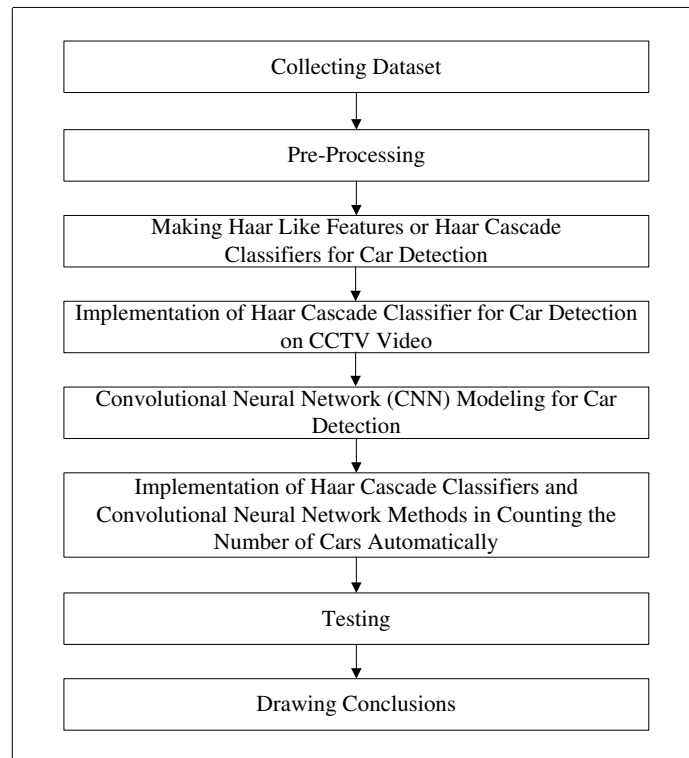 Collecting Dataset
Pre-Processing
Making Haar Like Features or Haar Cascade
Classifiers for Car Detection
Implementation of Haar Cascade Classifier for Car Detection
on CCTV Video
Convolutional Neural Network (CNN) Modeling for Car
Detection
Implementation of Haar Cascade Classifiers and
Convolutional Neural Network Methods in Counting the
Number of Cars Automatically
Testing
Drawing Conclusions